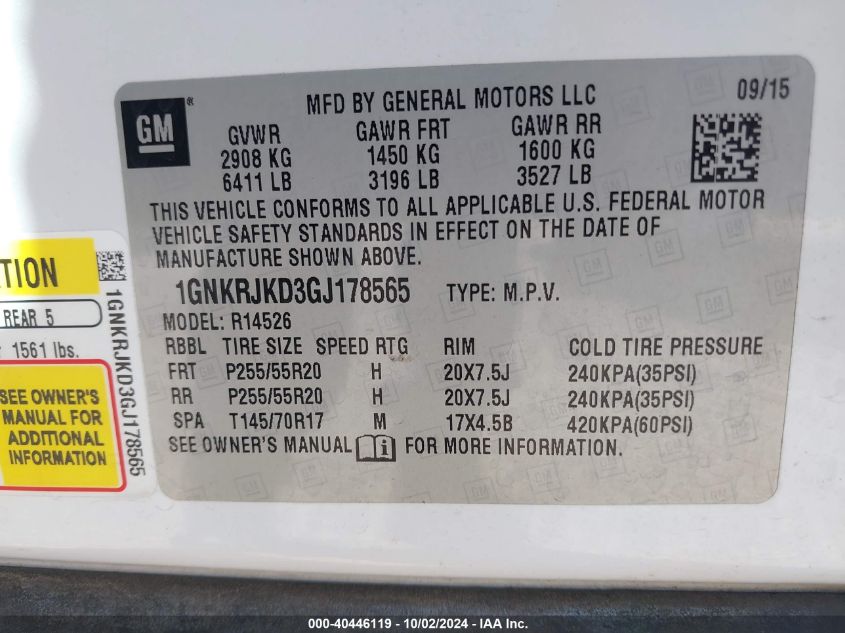 GM ®
MFD BY GENERAL MOTORS LLC
09/15
GVWR GAWR FRT GAWR RR
2908 KG 1450 KG 1600 KG
6411 LB 3196 LB 3527 LB
THIS VEHICLE CONFORMS TO ALL APPLICABLE U.S. FEDERAL MOTOR
VEHICLE SAFETY STANDARDS IN EFFECT ON THE DATE OF
MANUFACTURE SHOWN ABOVE.
1GNKRJKD3GJ178565 TYPE: M.P.V.
MODEL: R14526
RBBL TIRE SIZE SPEED RTG RIM COLD TIRE PRESSURE
FRT P255/55R20 H 20X7.5J 240KPA(35PSI)
RR P255/55R20 H 20X7.5J 240KPA(35PSI)
SPA T145/70R17 M 17X4.5B 420KPA(60PSI)
SEE OWNER'S MANUAL i FOR MORE INFORMATION.
REAR 5
1561 lbs.
SEE OWNER'S
MANUAL FOR
ADDITIONAL
INFORMATION
1GNKRJKD3GJ178565
000-40446119 - 10/02/2024 - IAA Inc.